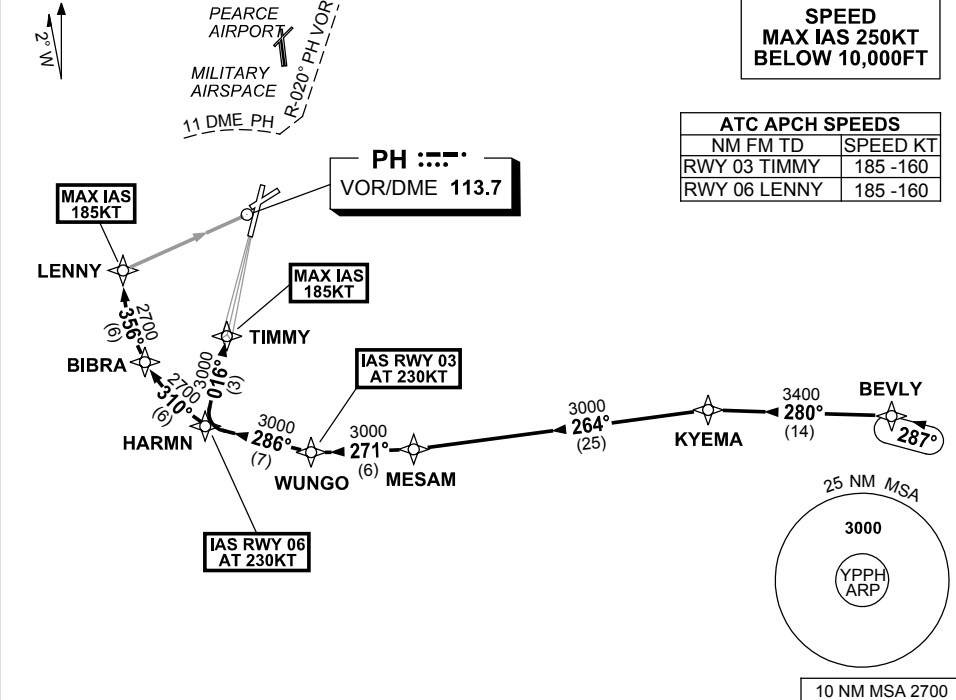 2° W
PEARCE
AIRPORT
MILITARY
AIRSPACE
11 DME PH
R-020° PH VOR
SPEED
MAX IAS 250KT
BELOW 10,000FT
ATC APCH SPEEDS
NM FM TD SPEED KT
RWY 03 TIMMY 185 -160
RWY 06 LENNY 185 -160
PH
VOR/DME 113.7
MAX IAS
185KT
LENNY
MAX IAS
185KT
TIMMY
2700
356°
(6)
BIBRA
2700
310°
(6)
3000
016°
(3)
HARMN
IAS RWY 03
AT 230KT
3000
286°
(7)
WUNGO
3000
271°
(6)
MESAM
3000
264°
(25)
KYEMA
3400
280°
(14)
BEVLY
287°
IAS RWY 06
AT 230KT
25 NM MSA
3000
YPPH
ARP
10 NM MSA 2700